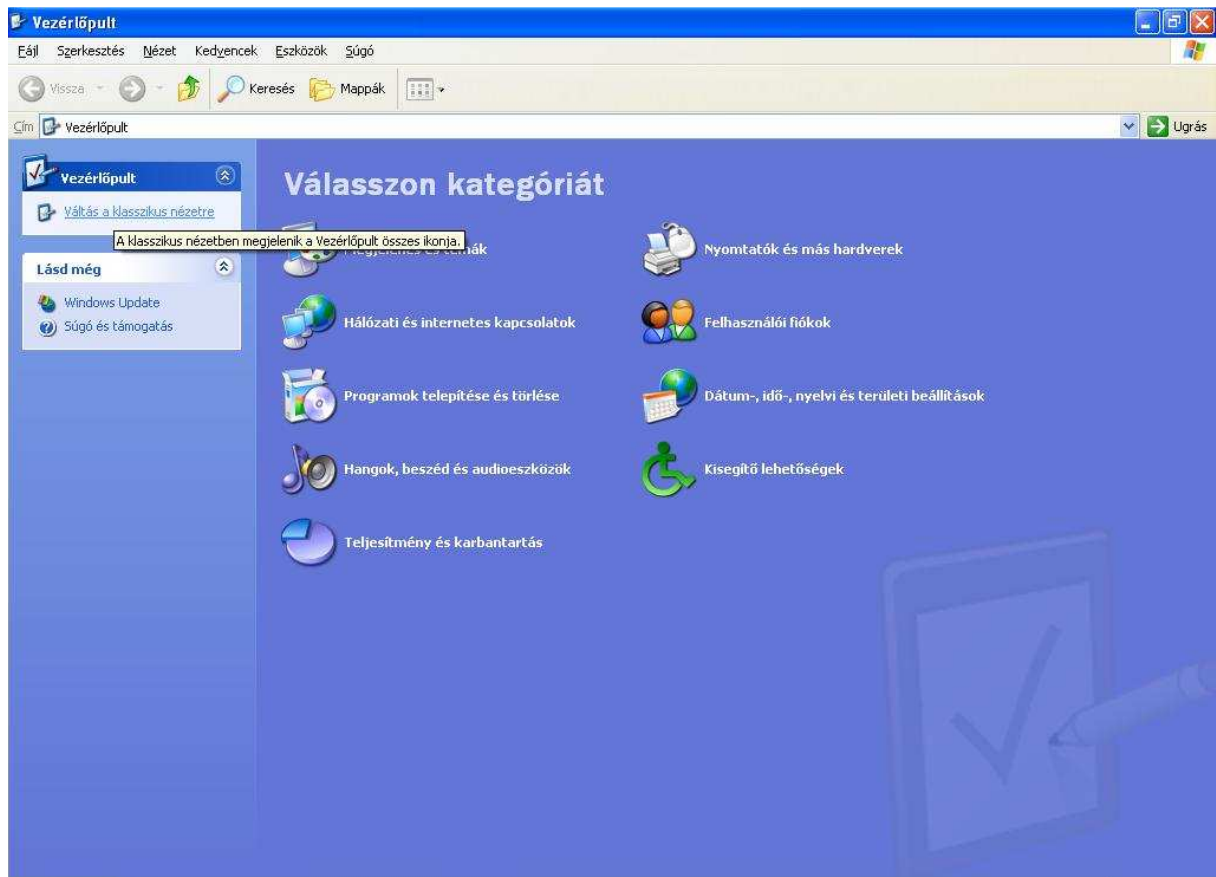 Vezérlőpult
Fájl Szerkesztés Nézet Kedvencek Eszközök Súgó
Vissza Keresés Mappák
Cím Vezérlőpult Ugrás
Vezérlőpult
Váltás a klasszikus nézetre
A klasszikus nézetben megjelenik a Vezérlőpult összes ikonja.
Lásd még
Windows Update
Súgó és támogatás
Válasszon kategóriát
Megjelenés és témák
Nyomtatók és más hardverek
Hálózati és internetes kapcsolatok
Felhasználói fiókok
Programok telepítése és törlése
Dátum-, idő-, nyelvi és területi beállítások
Hangok, beszéd és audioeszközök
Kisegítő lehetőségek
Teljesítmény és karbantartás